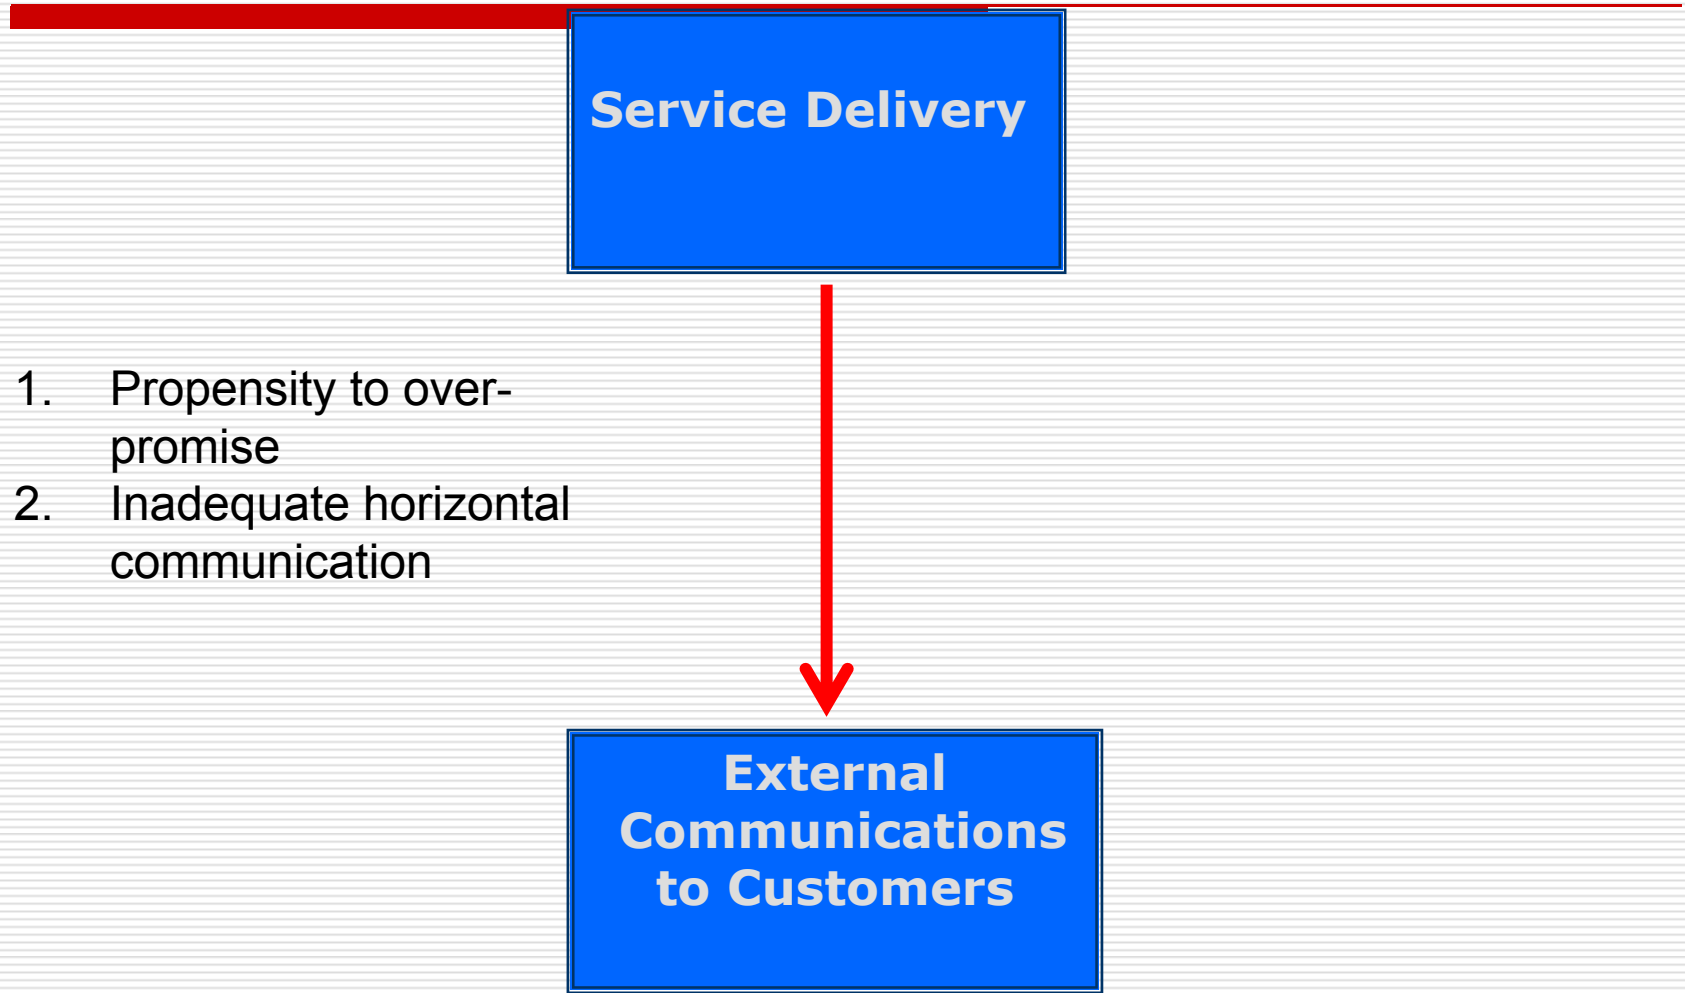 Service Delivery
1. Propensity to over-
promise
2. Inadequate horizontal
communication
External
Communications
to Customers